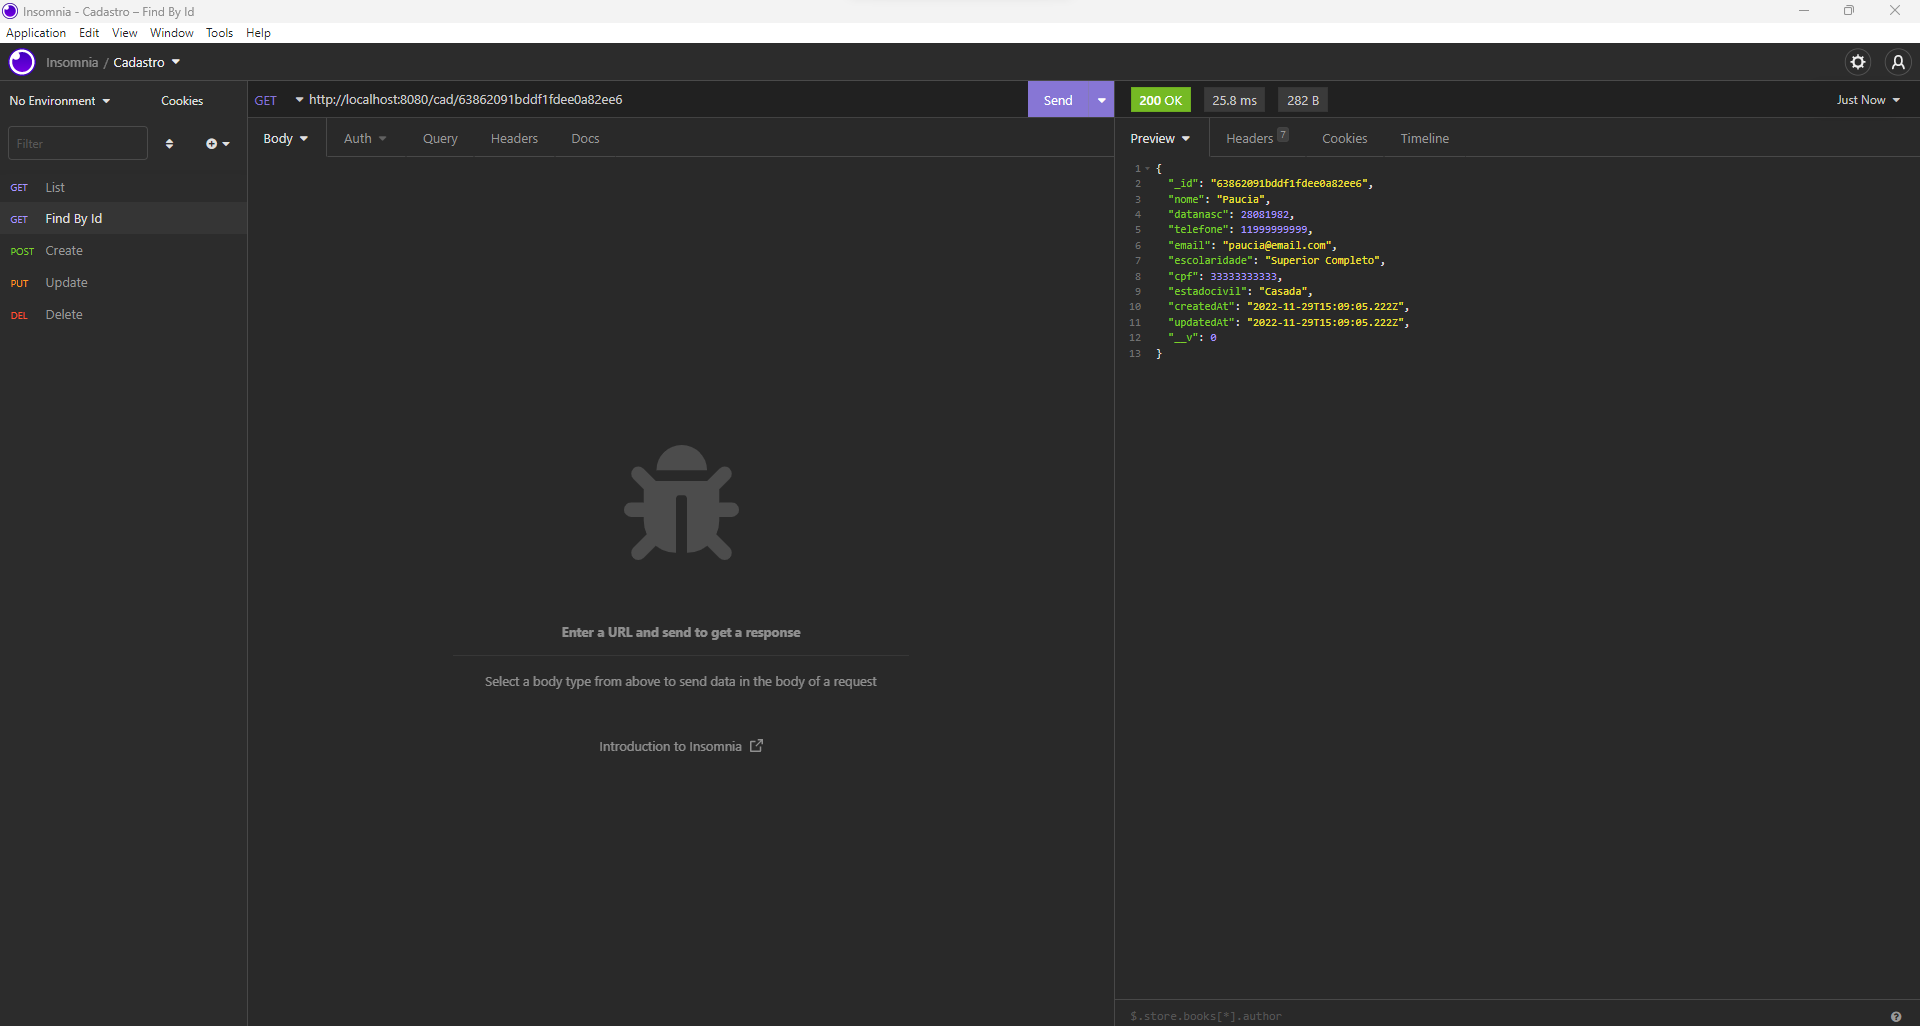 Insomnia - Cadastro – Find By Id
Application Edit View Window Tools Help
Insomnia / Cadastro
No Environment Cookies
Filter
GET List
GET Find By Id
POST Create
PUT Update
DEL Delete
GET http://localhost:8080/cad/63862091bddf1fdee0a82ee6 Send
Body Auth Query Headers Docs
Enter a URL and send to get a response
Select a body type from above to send data in the body of a request
Introduction to Insomnia
200 OK 25.8 ms 282 B Just Now
Preview Headers 7 Cookies Timeline
1 {
2 "_id": "63862091bddf1fdee0a82ee6",
3 "nome": "Paucia",
4 "datanasc": 28081982,
5 "telefone": 11999999999,
6 "email": "paucia@email.com",
7 "escolaridade": "Superior Completo",
8 "cpf": 33333333333,
9 "estadocivil": "Casada",
10 "createdAt": "2022-11-29T15:09:05.222Z",
11 "updatedAt": "2022-11-29T15:09:05.222Z",
12 "__v": 0
13 }
$.store.books[*].author